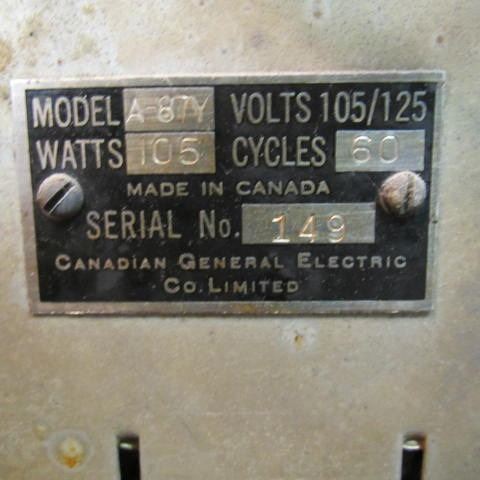 MODEL A-87Y VOLTS 105/125
WATTS 105 CYCLES 60
MADE IN CANADA
SERIAL No. 149
CANADIAN GENERAL ELECTRIC
CO. LIMITED